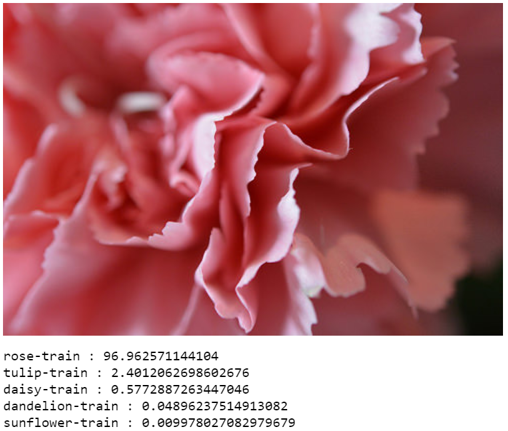 rose-train : 96.962571144104
tulip-train : 2.4012062698602676
daisy-train : 0.5772887263447046
dandelion-train : 0.04896237514913082
sunflower-train : 0.009978027082979679